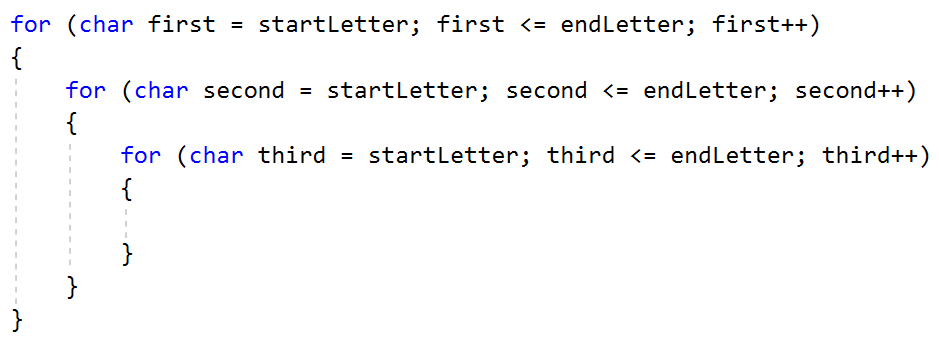 for (char first = startLetter; first <= endLetter; first++)
{
    for (char second = startLetter; second <= endLetter; second++)
    {
        for (char third = startLetter; third <= endLetter; third++)
        {
        }
    }
}